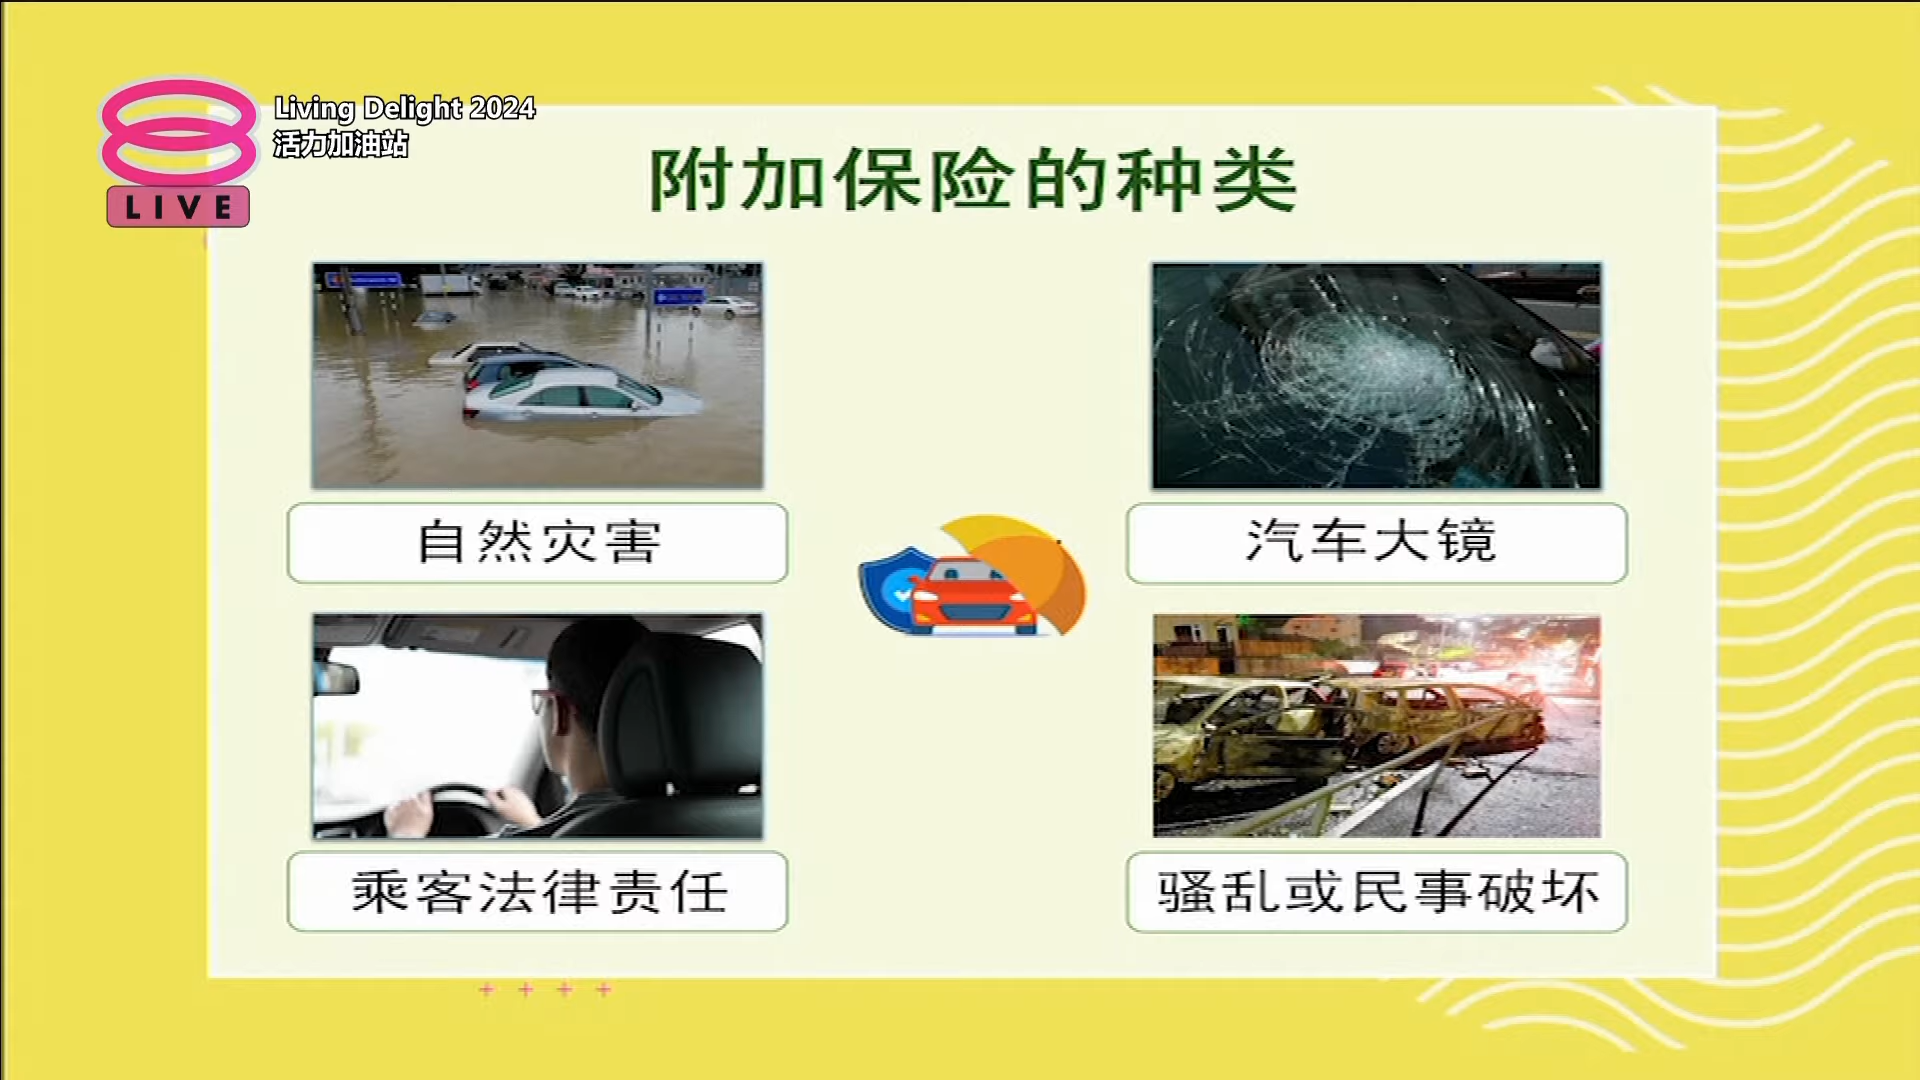 Living Delight 2024
活力加油站
LIVE
附加保险的种类
自然灾害
汽车大镜
乘客法律责任
骚乱或民事破坏